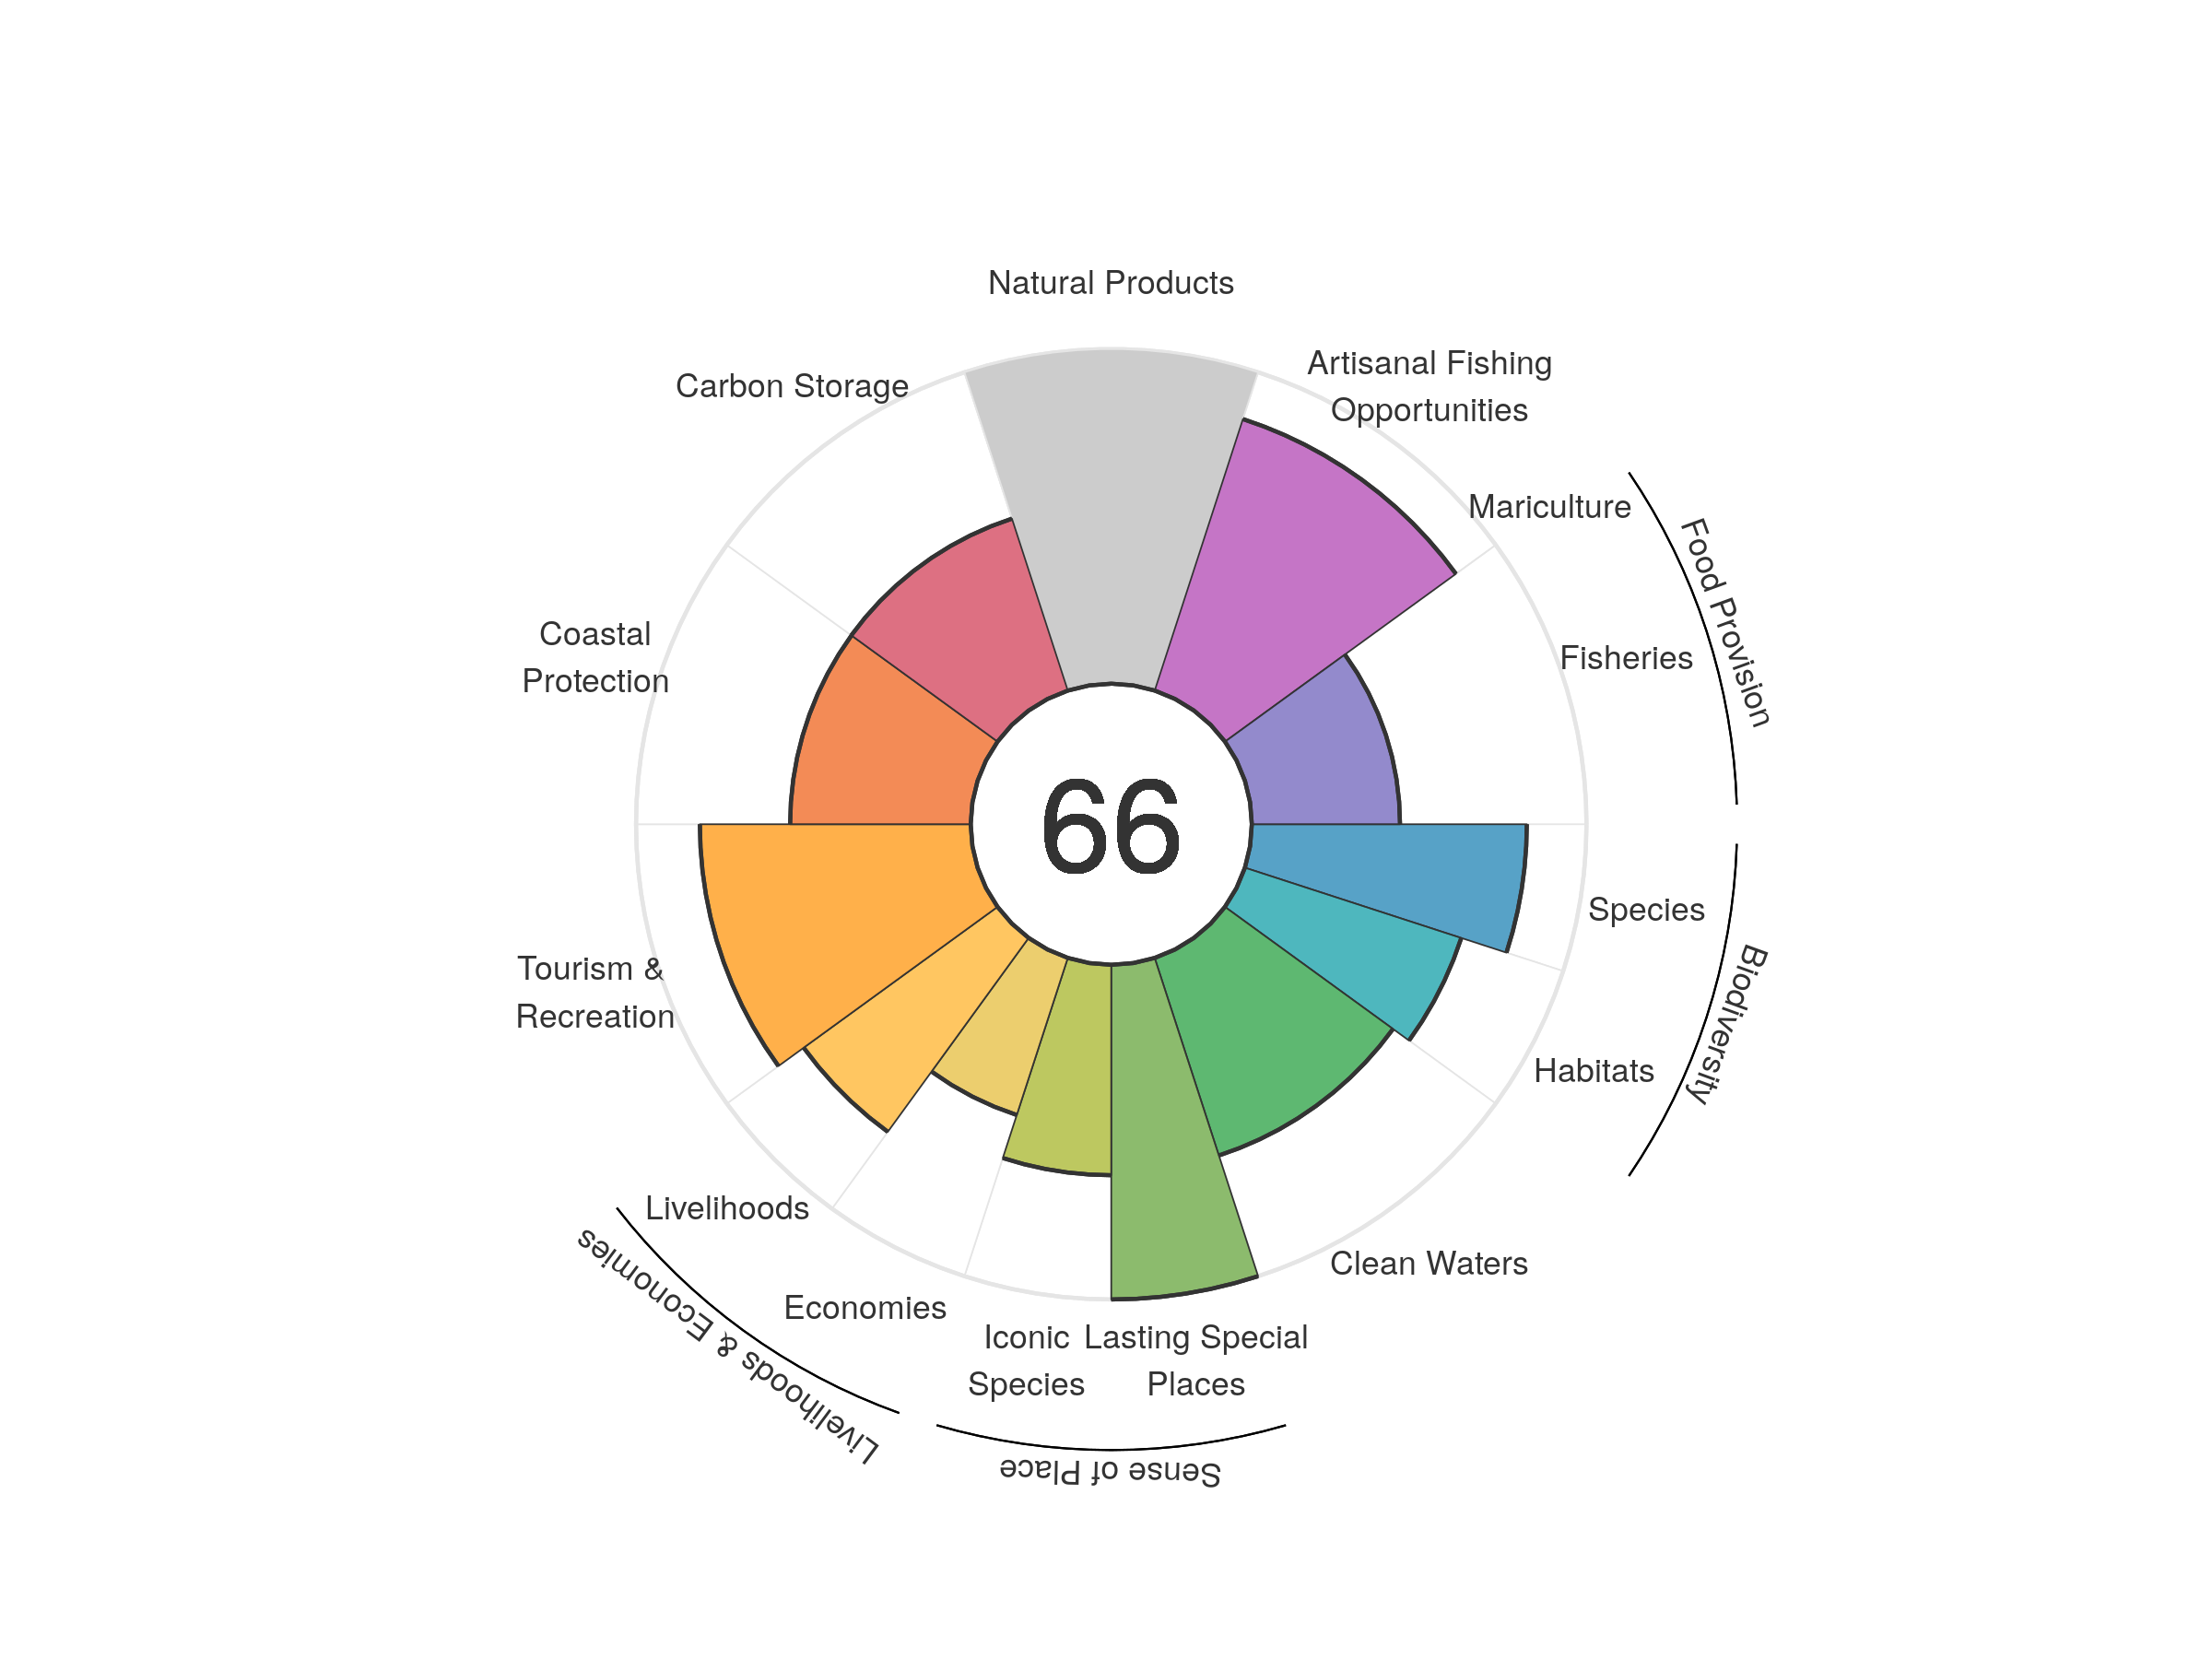 Natural Products
Artisanal Fishing
Opportunities
Carbon Storage
Mariculture
Food Provision
Coastal
Protection
Fisheries
66
Species
Biodiversity
Tourism &
Recreation
Habitats
Livelihoods
Livelihoods & Economies
Clean Waters
Economies
Iconic
Species
Lasting Special
Places
Sense of Place